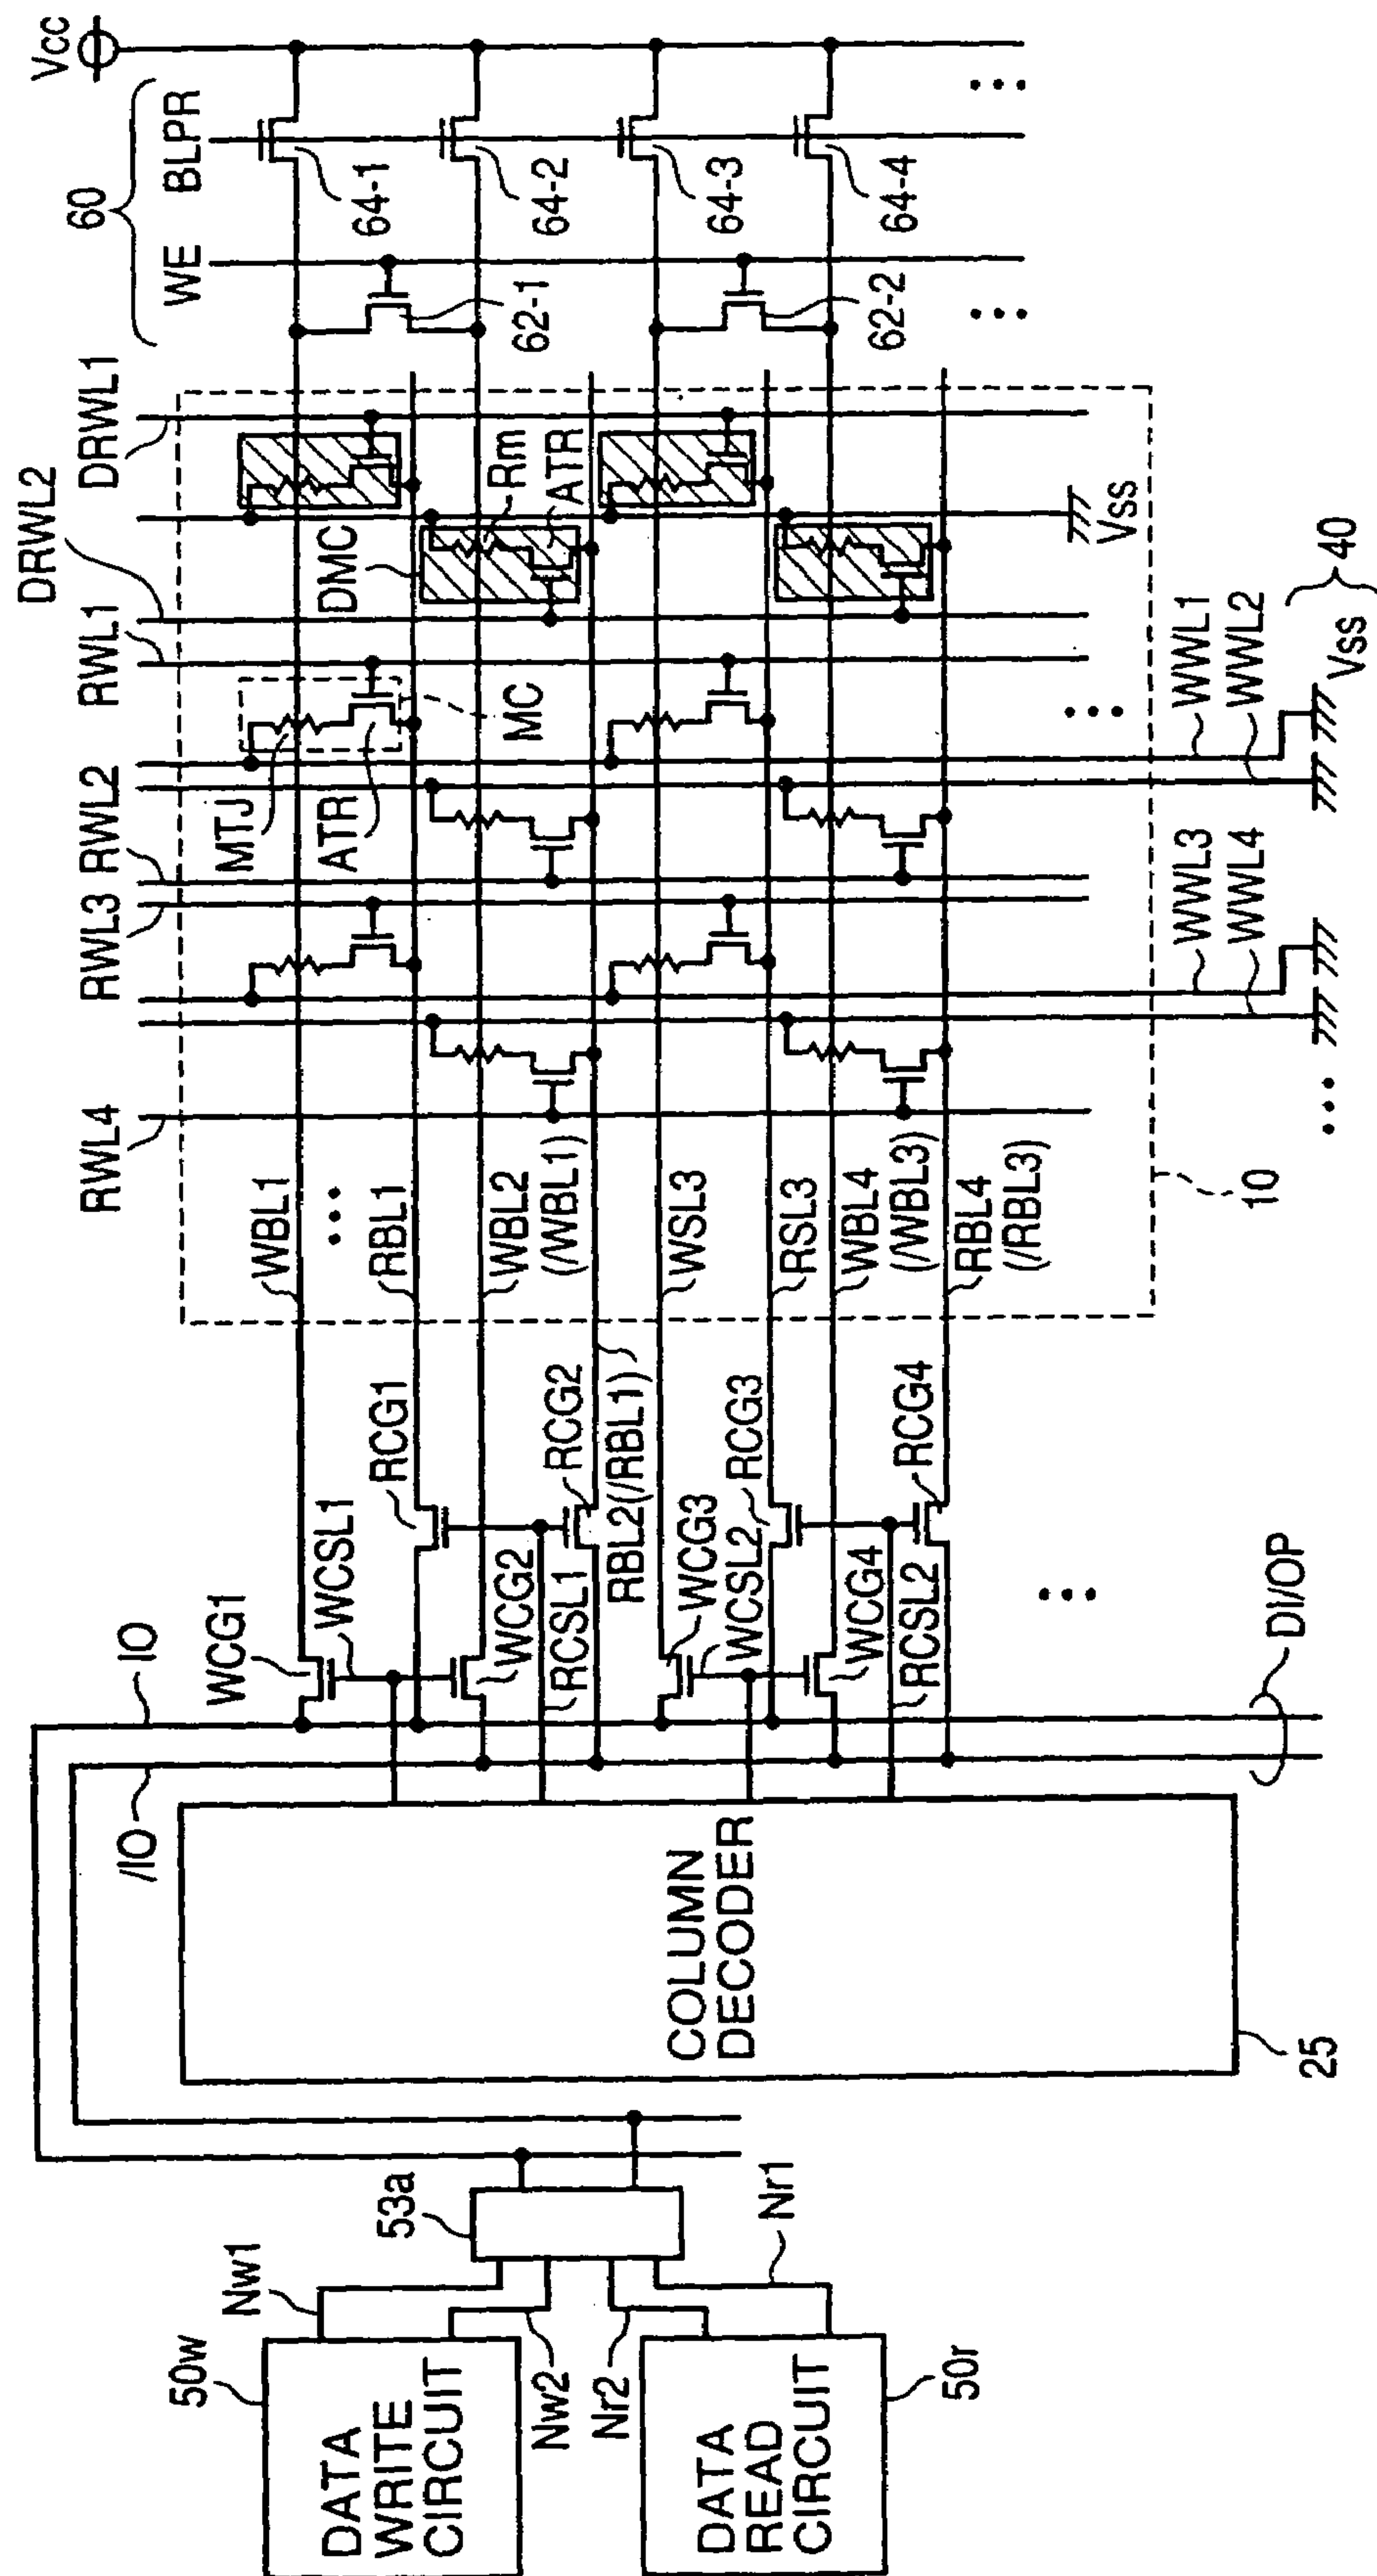 Vcc
60
BLPR
WE
64-1
64-2
64-3
64-4
62-1
62-2
DRWL1
DRWL2
RWL1
RWL2
RWL3
RWL4
DMC
Rm
ATR
MC
MTJ
ATR
Vss
WWL1
WWL2
WWL3
WWL4
Vss
40
WBL1
RBL1
WBL2
(/WBL1)
WSL3
RSL3
WBL4
(/WBL3)
RBL4
(/RBL3)
10
WCG1
WCSL1
RCG1
WCG2
RCSL1
RCG2
RBL2(/RBL1)
WCG3
WCSL2
RCG3
WCG4
RCSL2
RCG4
IO
/IO
DI/OP
COLUMN
DECODER
25
53a
Nw1
Nw2
Nr2
Nr1
50w
DATA
WRITE
CIRCUIT
DATA
READ
CIRCUIT
50r